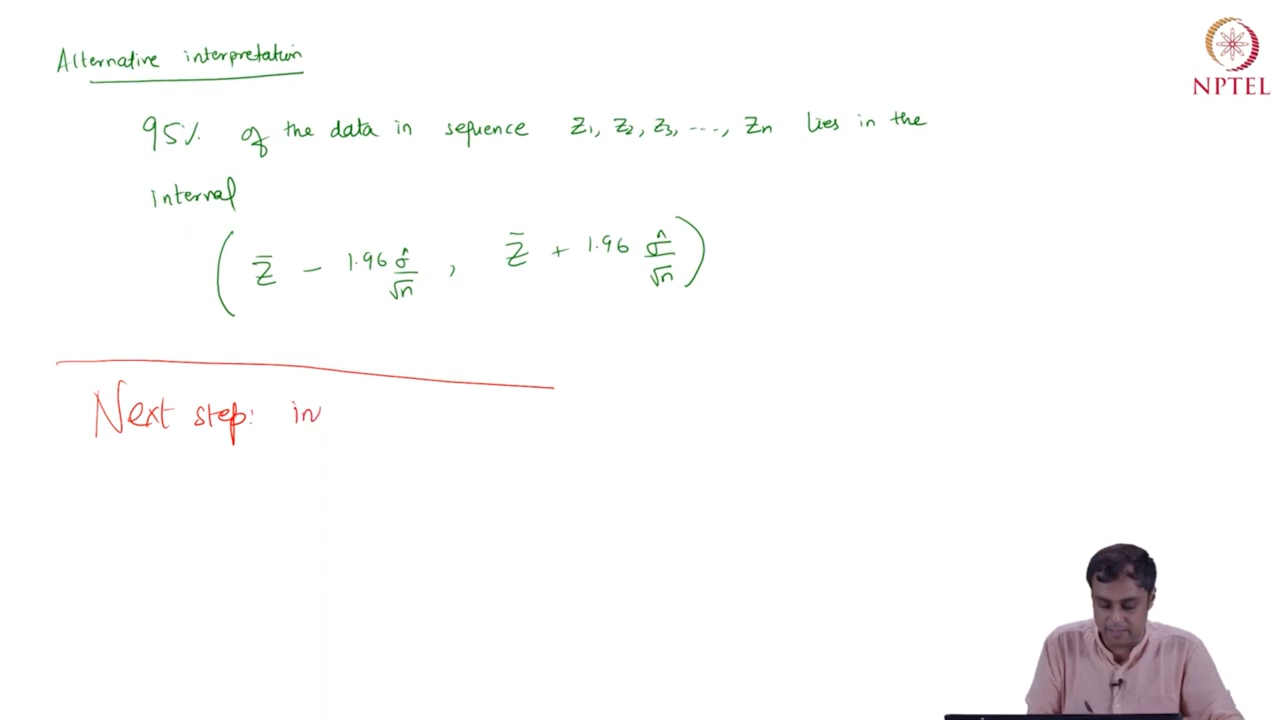 Alternative interpretation
NPTEL
95% of the data in sequence Z1, Z2, Z3, ...., Zn lies in the
interval
( Z̄ - 1.96 σ̂/√n , Z̄ + 1.96 σ̂/√n )
Next step: in